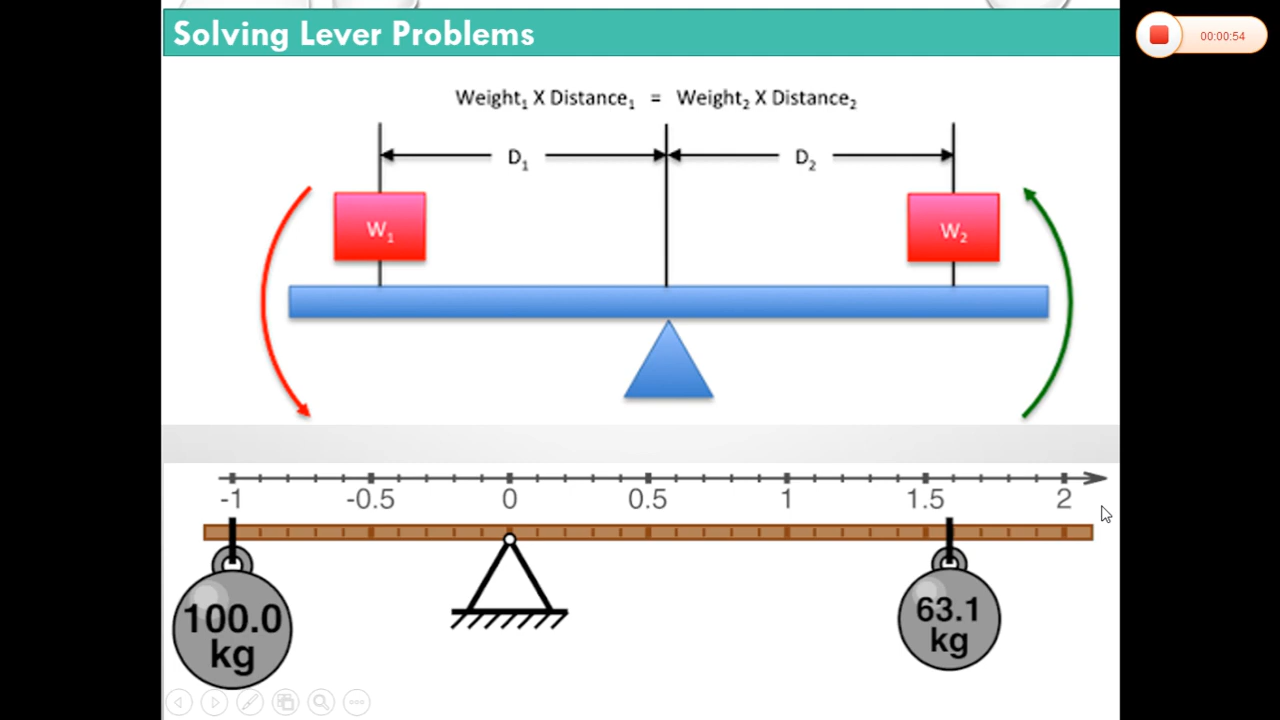 Solving Lever Problems
00:00:54
Weight₁ X Distance₁ = Weight₂ X Distance₂
D₁ D₂
W₁ W₂
-1 -0.5 0 0.5 1 1.5 2
100.0
kg
63.1
kg